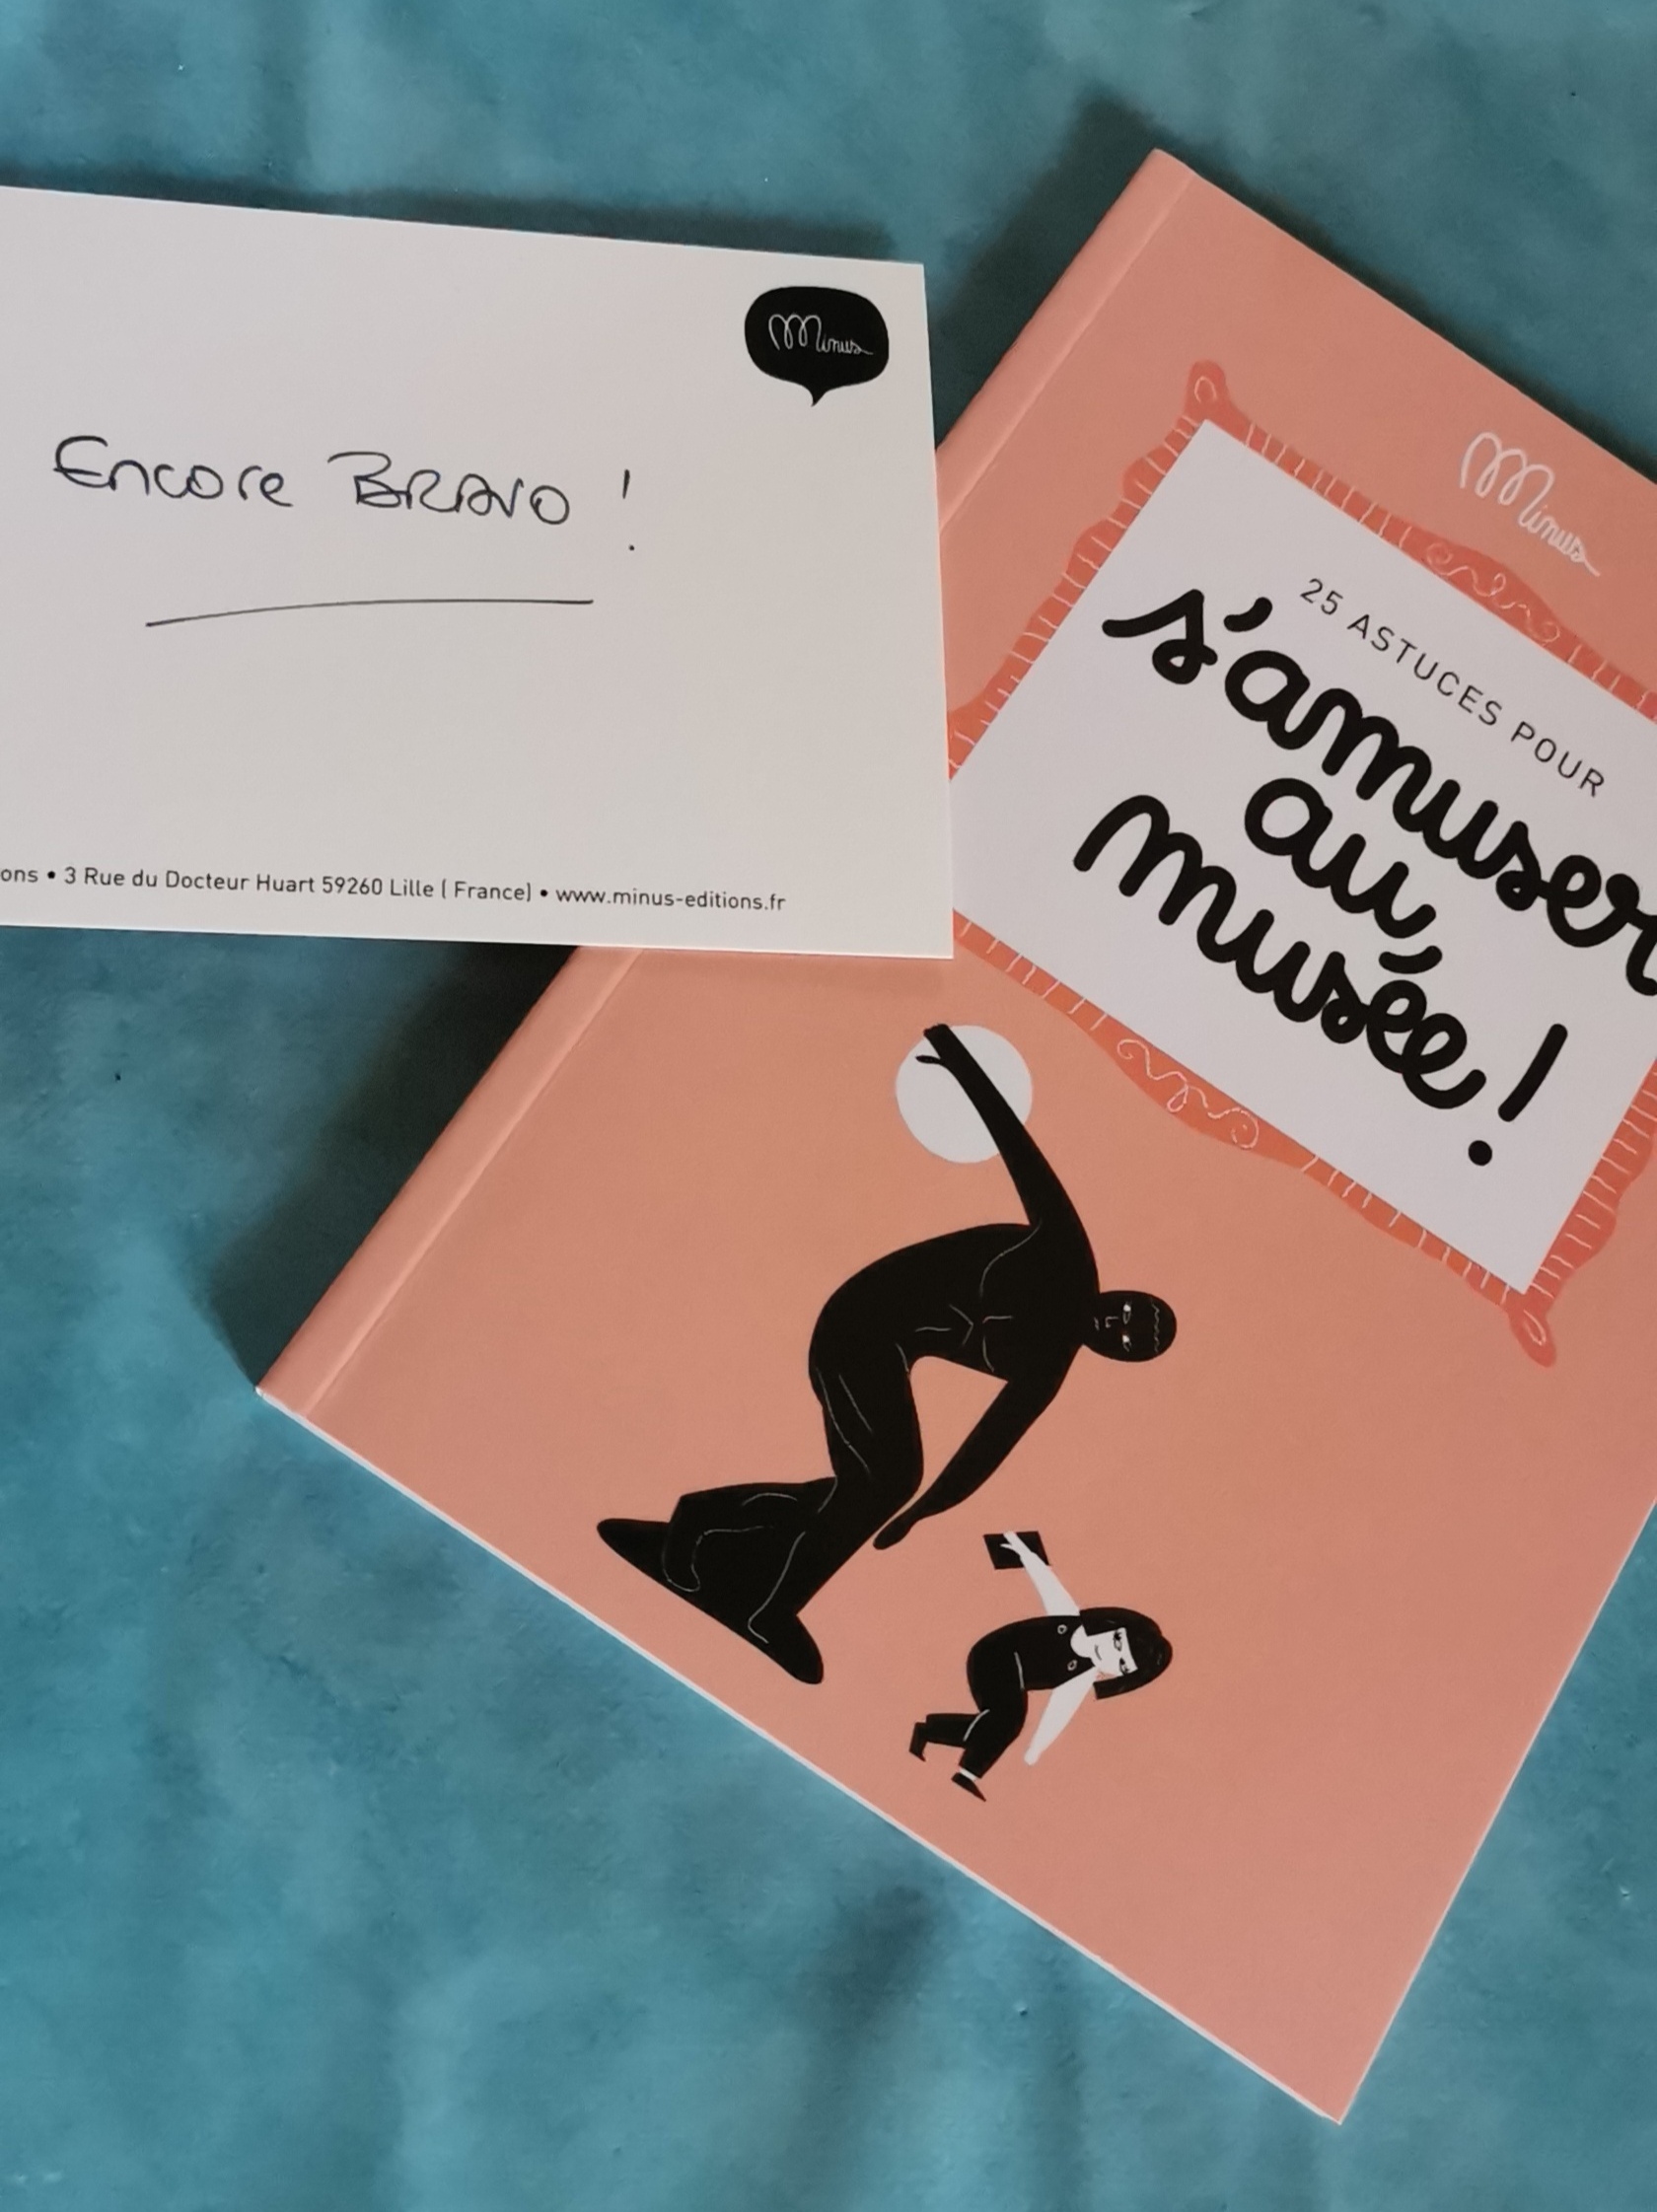 Minus
Encore BRAVO !
ons • 3 Rue du Docteur Huart 59260 Lille ( France) • www.minus-editions.fr
Minus
25 ASTUCES POUR
s'amuser
au
musée !